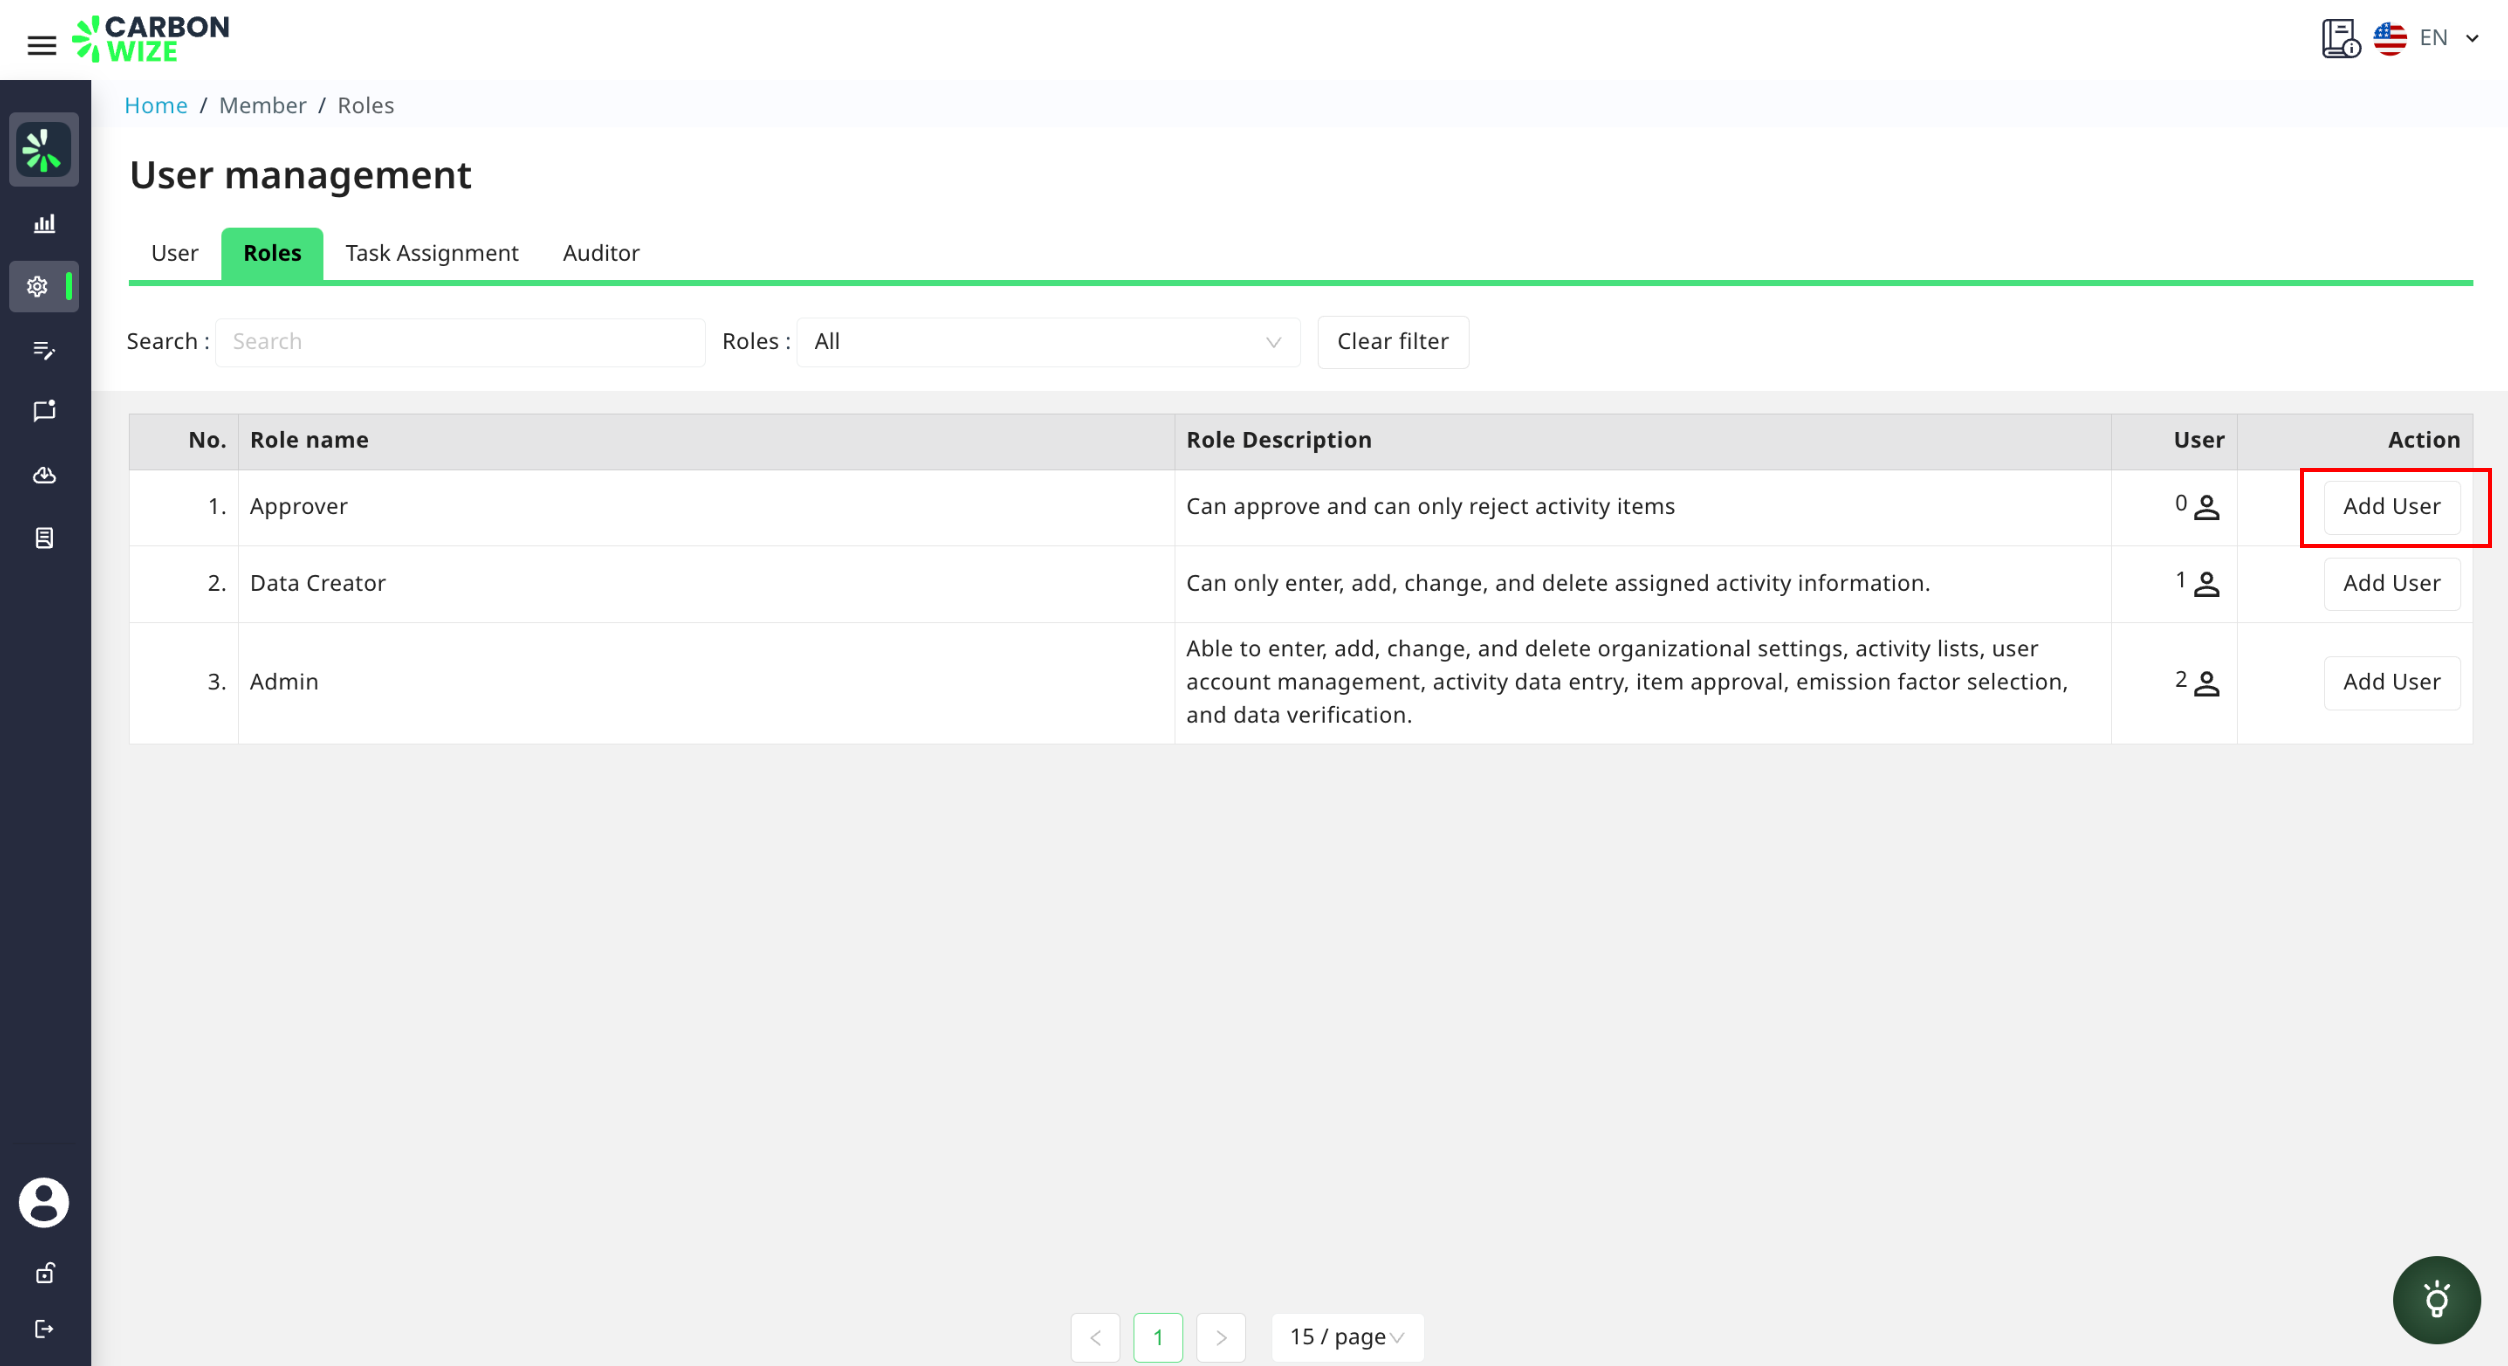 CARBON
WIZE
EN
Home / Member / Roles
User management
User Roles Task Assignment Auditor
Search : Search Roles : All Clear filter
No. Role name Role Description User Action
1. Approver Can approve and can only reject activity items 0 Add User
2. Data Creator Can only enter, add, change, and delete assigned activity information. 1 Add User
3. Admin Able to enter, add, change, and delete organizational settings, activity lists, user
account management, activity data entry, item approval, emission factor selection, 2 Add User
and data verification.
< 1 > 15 / page